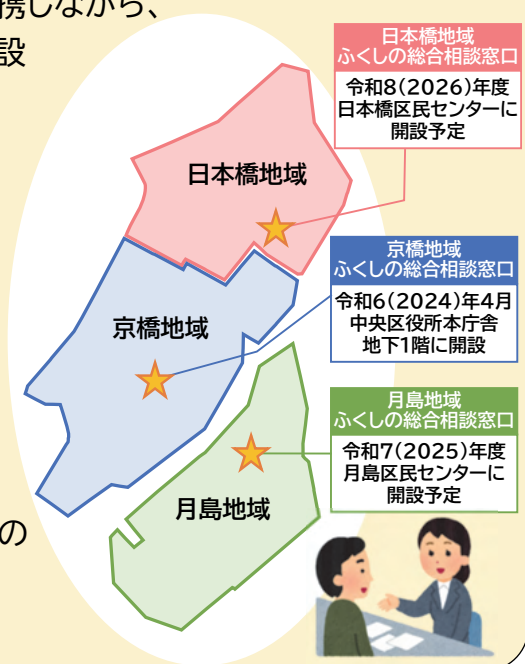 携しながら、
設
日本橋地域
ふくしの総合相談窓口
令和8(2026)年度
日本橋区民センターに
開設予定
日本橋地域
京橋地域
ふくしの総合相談窓口
令和6(2024)年4月
中央区役所本庁舎
地下1階に開設
京橋地域
月島地域
ふくしの総合相談窓口
令和7(2025)年度
月島区民センターに
開設予定
月島地域
の